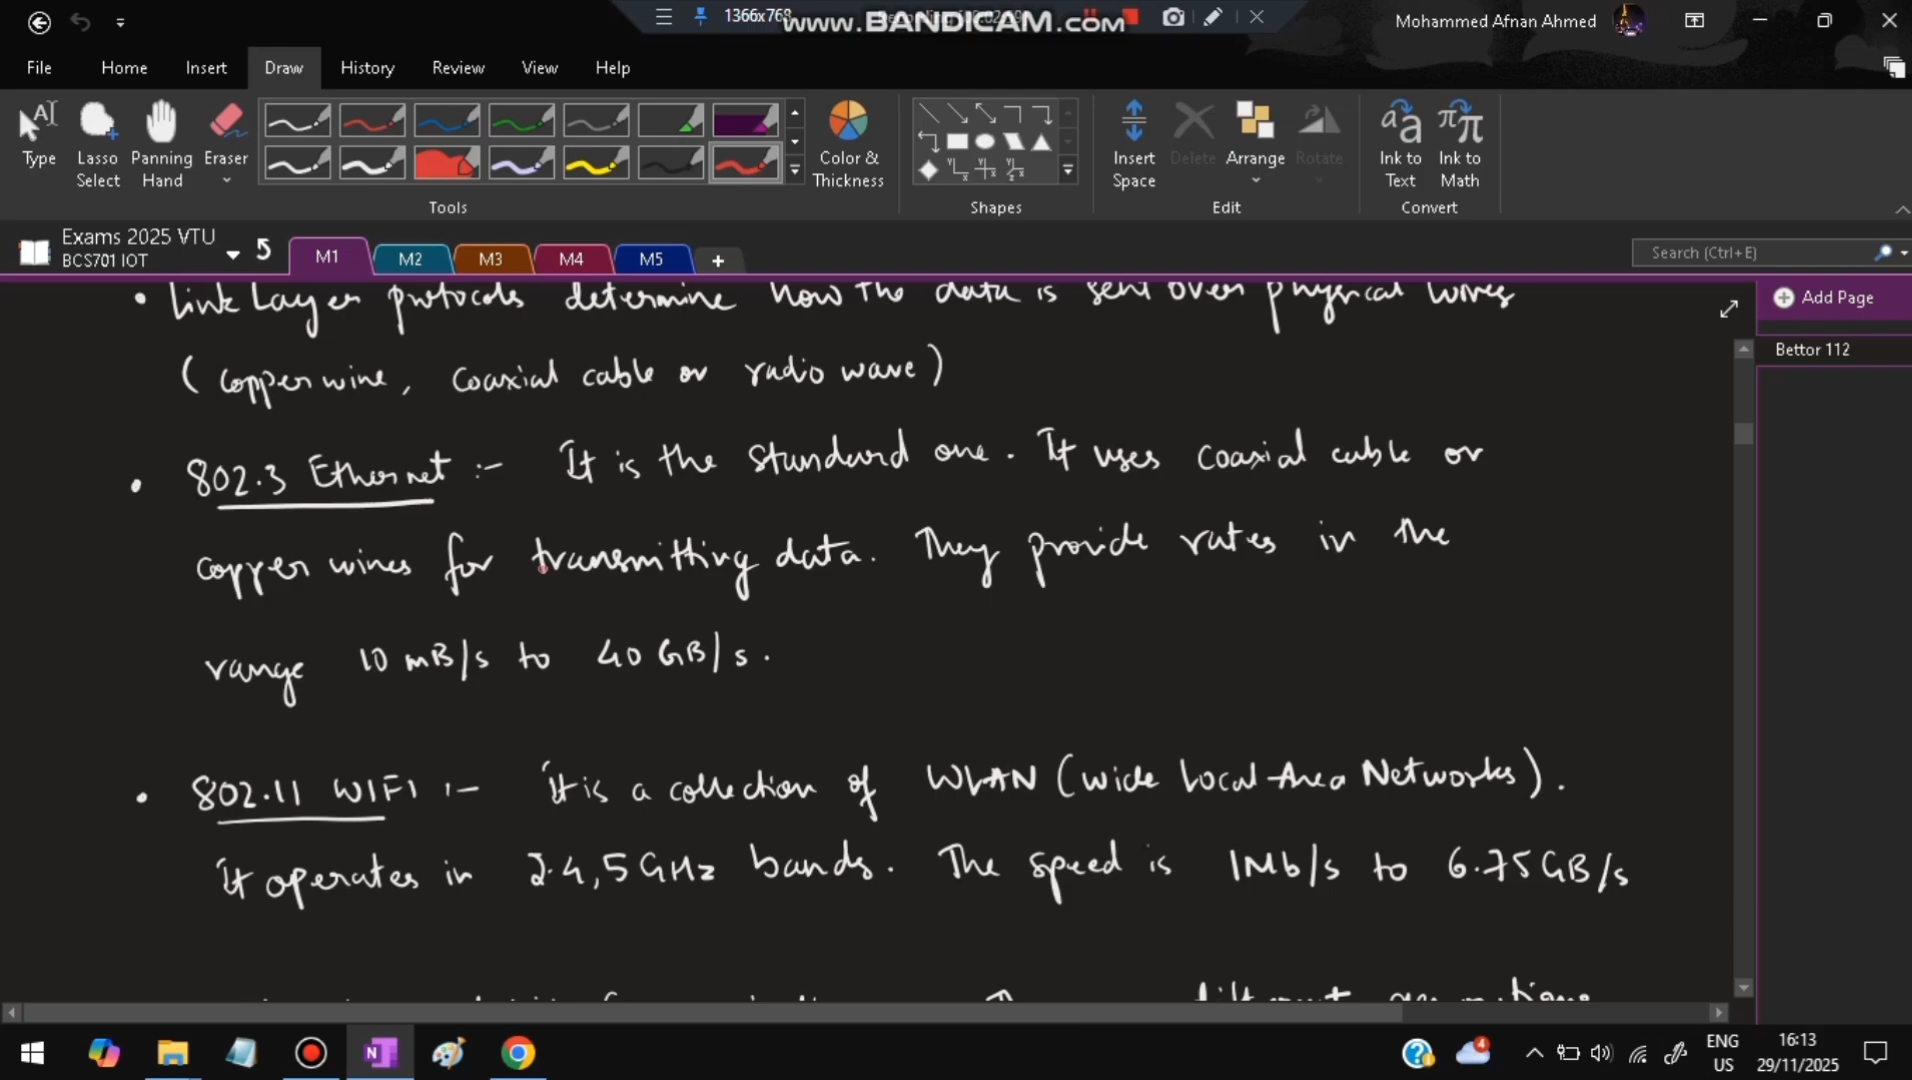 1366x768
www.BANDICAM.com
Mohammed Afnan Ahmed
File Home Insert Draw History Review View Help
Type
Lasso Select
Panning Hand
Eraser
Color & Thickness
Insert Space
Delete
Arrange
Rotate
Ink to Text
Ink to Math
Tools
Shapes
Edit
Convert
Exams 2025 VTU
BCS701 IOT
M1 M2 M3 M4 M5 +
Search (Ctrl+E)
Add Page
Bettor 112
• Link Layer protocols determine how the data is sent over physical wires
(copper wire, coaxial cable or radio wave)
• 802.3 Ethernet :- It is the standard one. It uses coaxial cable or
copper wires for transmitting data. They provide rates in the
range 10 mB/s to 40 GB/s.
• 802.11 WIFI :- It is a collection of WLAN (Wide Local Area Networks).
It operates in 2.4, 5 GHz bands. The speed is 1Mb/s to 6.75 GB/s
4
ENG
US
16:13
29/11/2025